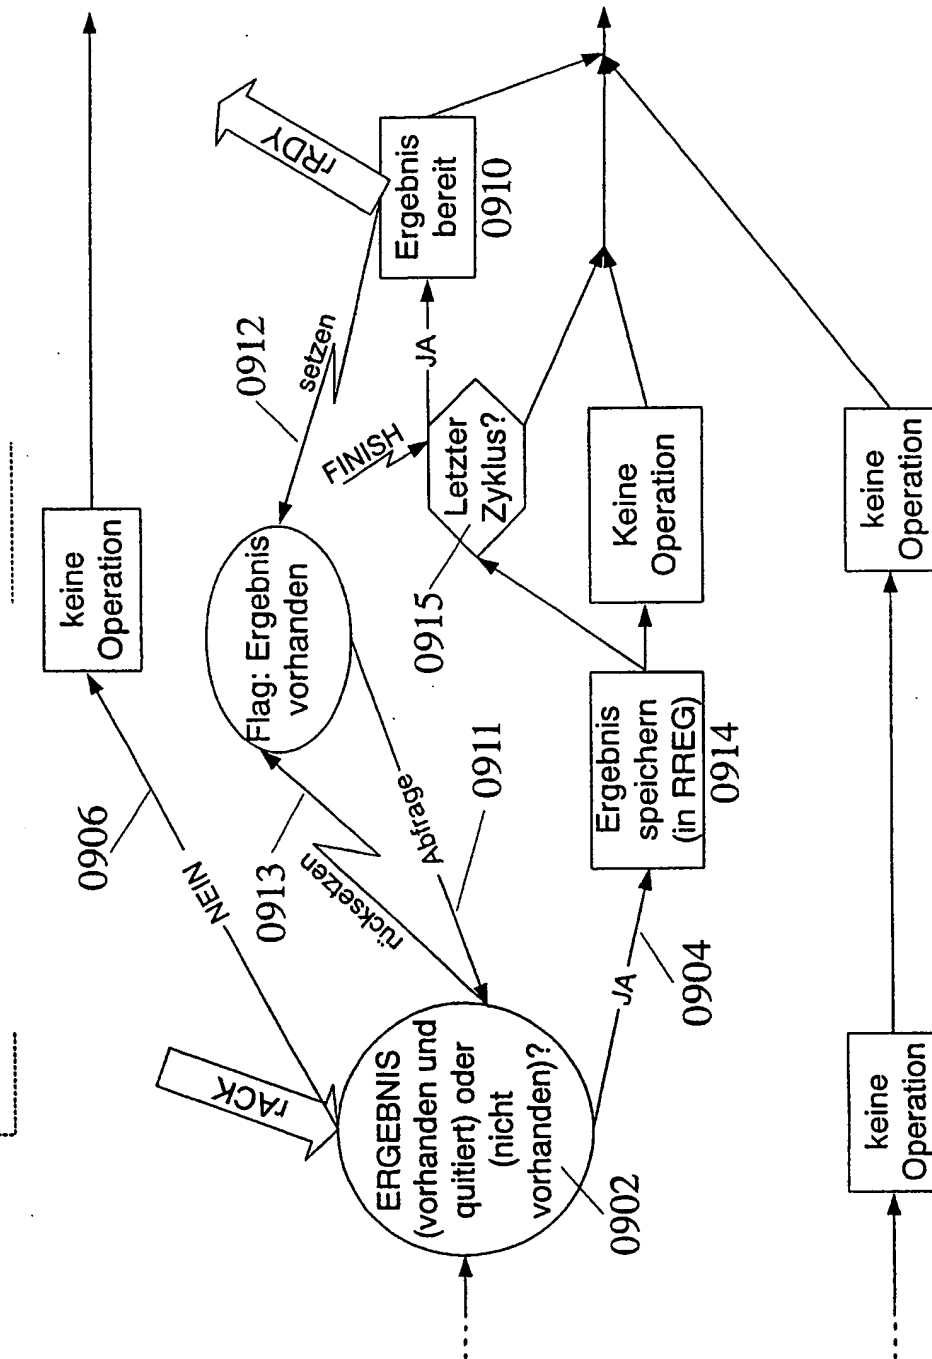 rACK
ERGEBNIS
(vorhanden und
quitiert) oder
(nicht
vorhanden)?
0902
NEIN
0906
keine
Operation
rücksetzen
0913
Abfrage
0911
Flag: Ergebnis
vorhanden
setzen
0912
rRDY
JA
0904
Ergebnis
speichern
(in RREG)
0914
FINISH
Letzter
Zyklus?
0915
JA
Ergebnis
bereit
0910
Keine
Operation
keine
Operation
keine
Operation